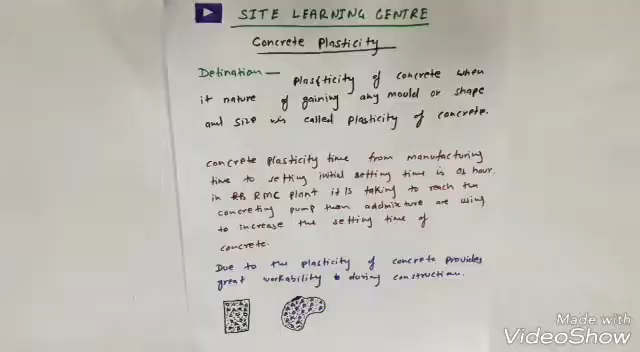 SITE LEARNING CENTRE
Concrete Plasticity
Defination — Plasticity of concrete when
it nature of gaining any mould or shape
and size is called plasticity of concrete.
concrete plasticity time from manufacturing
time to setting initial setting time is hour.
in RMC plant it is taking to reach the
concreting pump then addmixture are using
to increase the setting time of
concrete.
Due to the plasticity of concrete provides
great workability during construction.
Made with
VideoShow